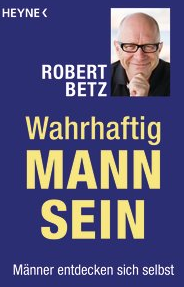 HEYNE
ROBERT
BETZ
Wahrhaftig
MANN
SEIN
Männer entdecken sich selbst